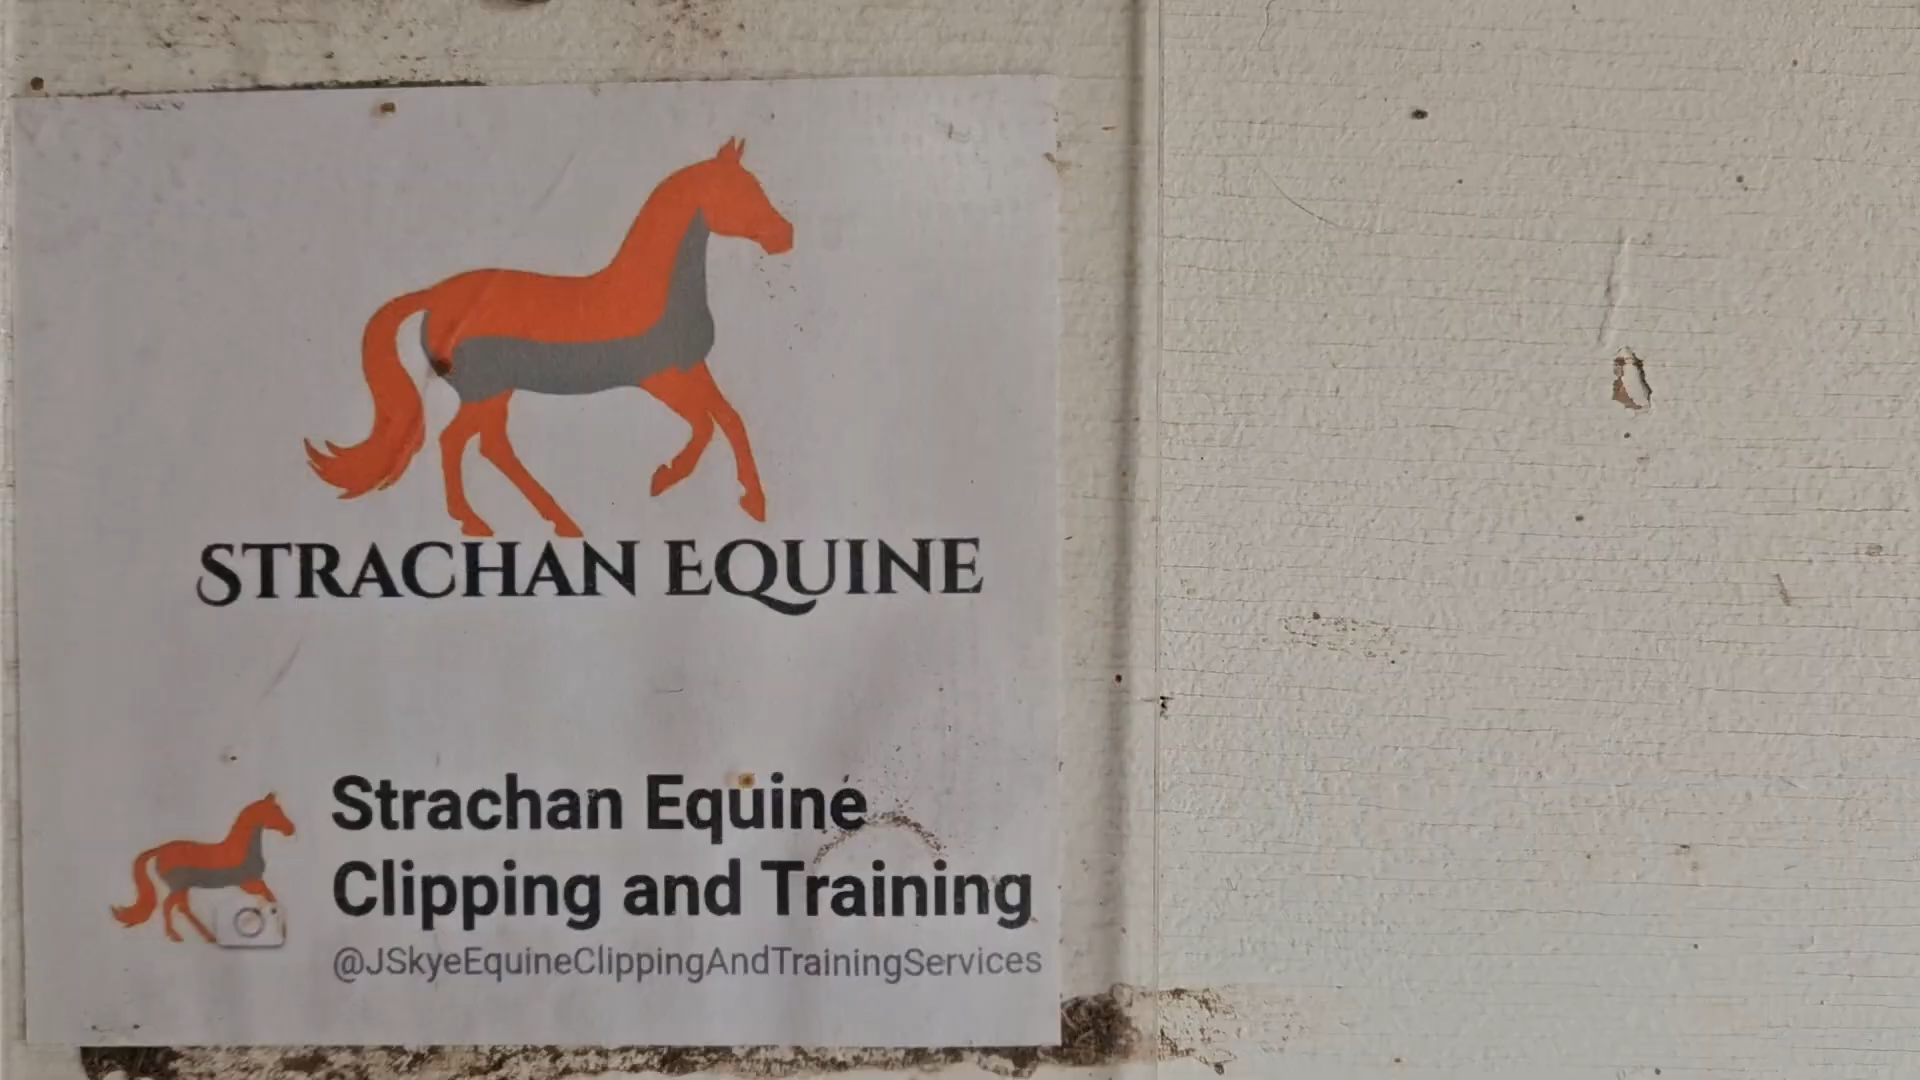 STRACHAN EQUINE
Strachan Equine
Clipping and Training
@JSkyeEquineClippingAndTrainingServices